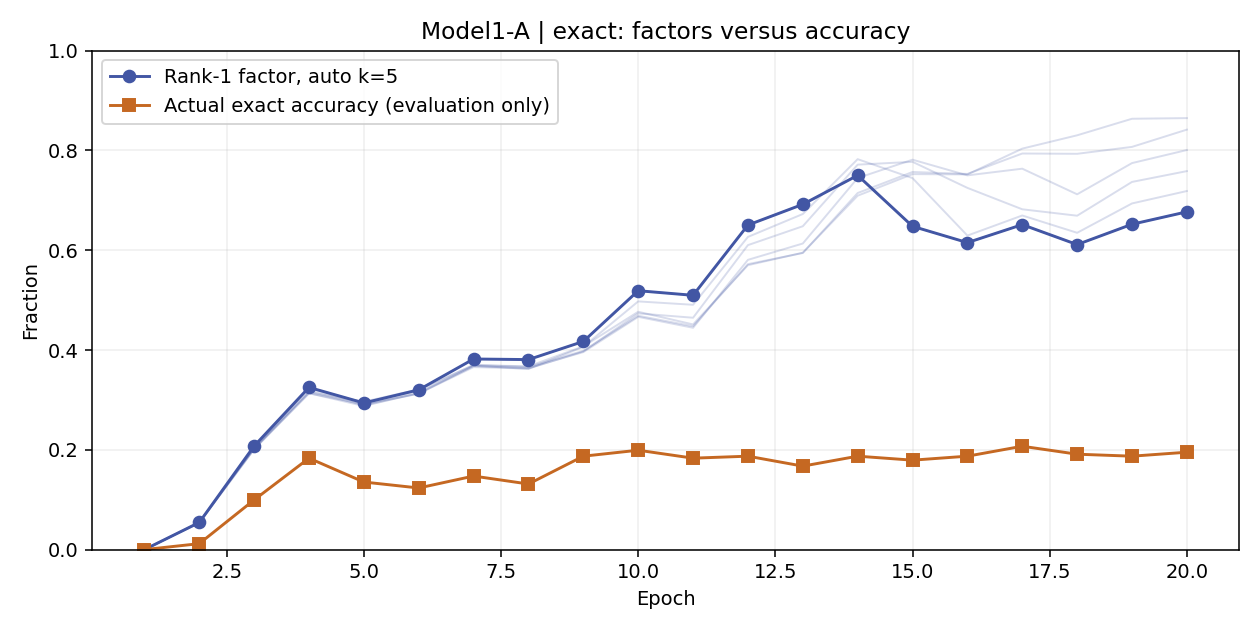 Model1-A | exact: factors versus accuracy
1.0
Rank-1 factor, auto k=5
Actual exact accuracy (evaluation only)
0.8
0.6
Fraction
0.4
0.2
0.0
2.5 5.0 7.5 10.0 12.5 15.0 17.5 20.0
Epoch